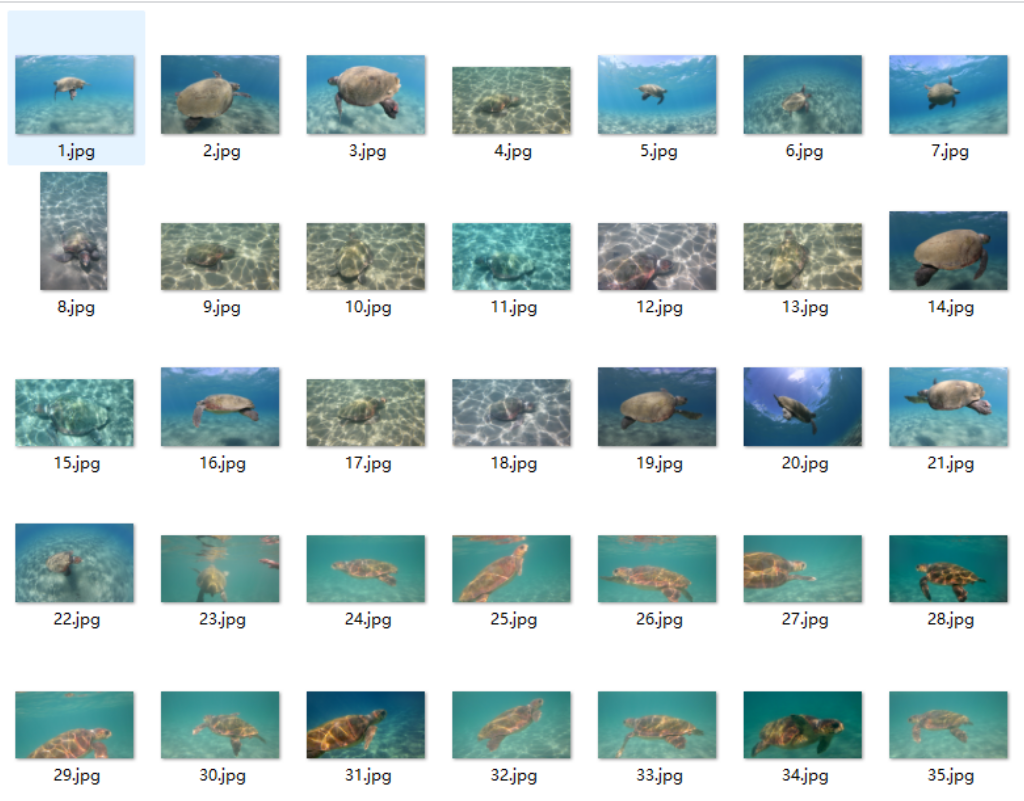 1.jpg 2.jpg 3.jpg 4.jpg 5.jpg 6.jpg 7.jpg
8.jpg 9.jpg 10.jpg 11.jpg 12.jpg 13.jpg 14.jpg
15.jpg 16.jpg 17.jpg 18.jpg 19.jpg 20.jpg 21.jpg
22.jpg 23.jpg 24.jpg 25.jpg 26.jpg 27.jpg 28.jpg
29.jpg 30.jpg 31.jpg 32.jpg 33.jpg 34.jpg 35.jpg